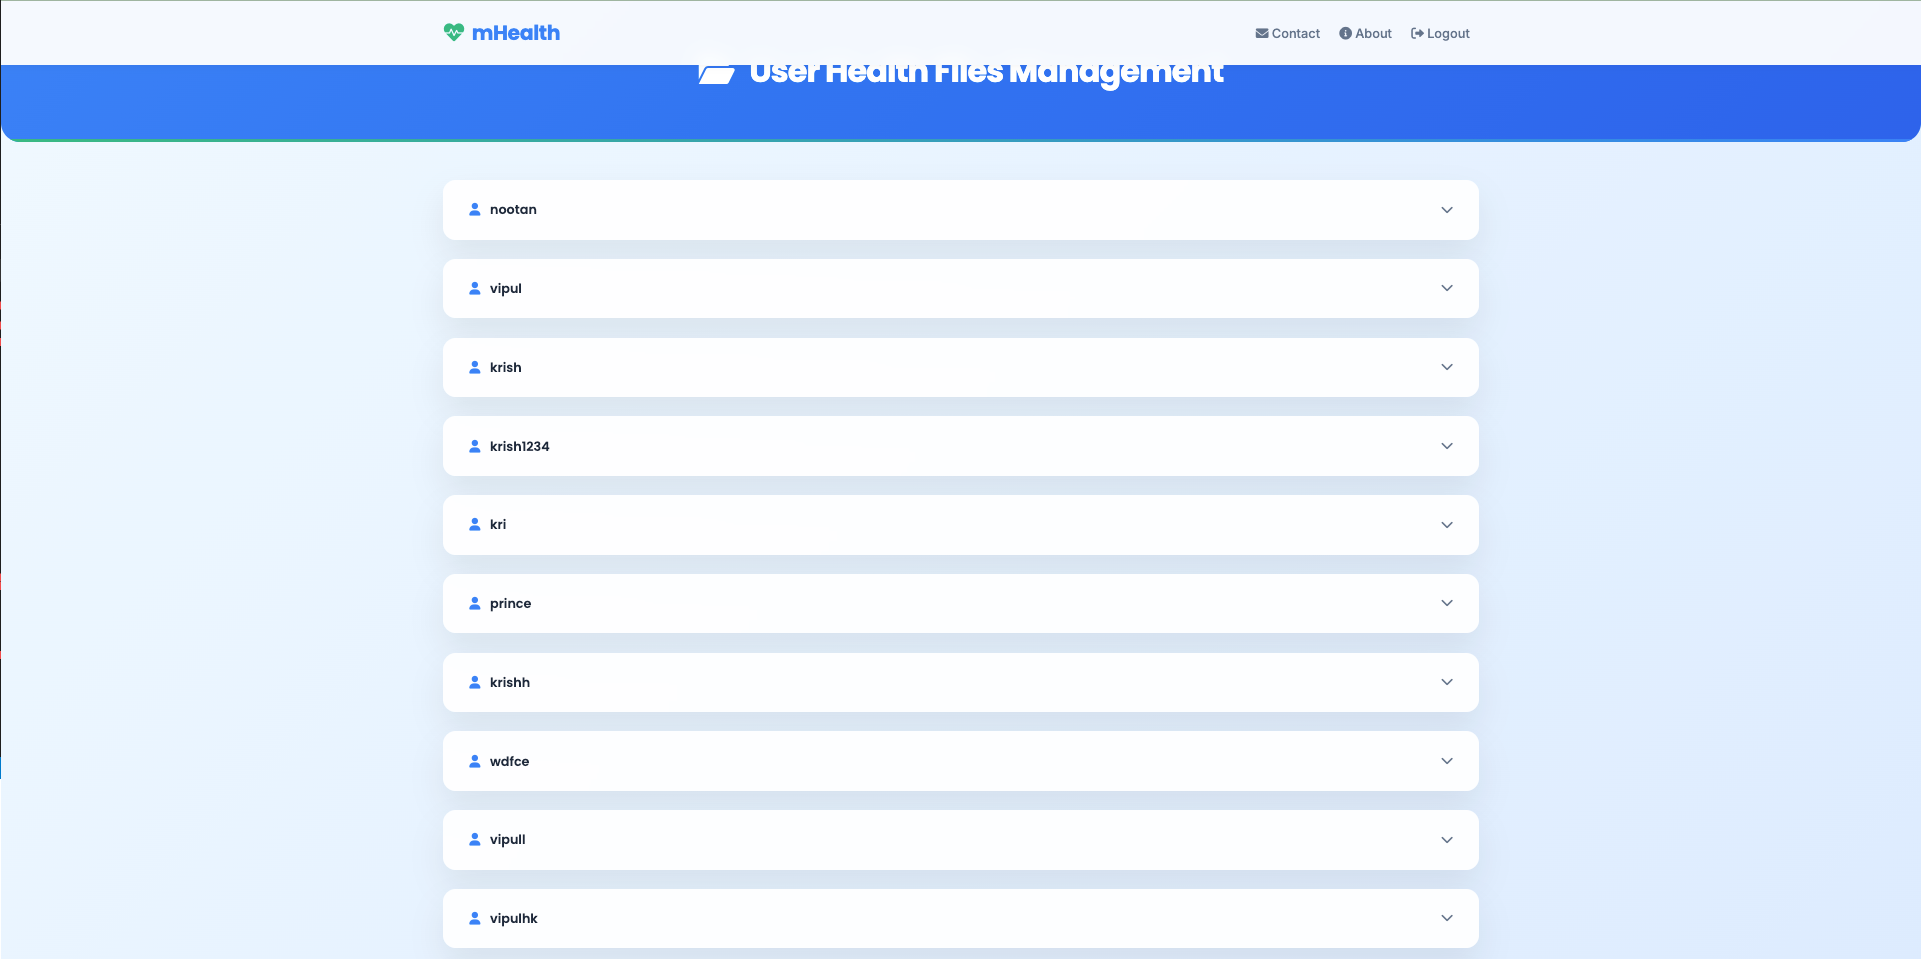 mHealth
Contact About Logout
User Health Files Management
nootan
vipul
krish
krish1234
kri
prince
krishh
wdfce
vipull
vipulhk